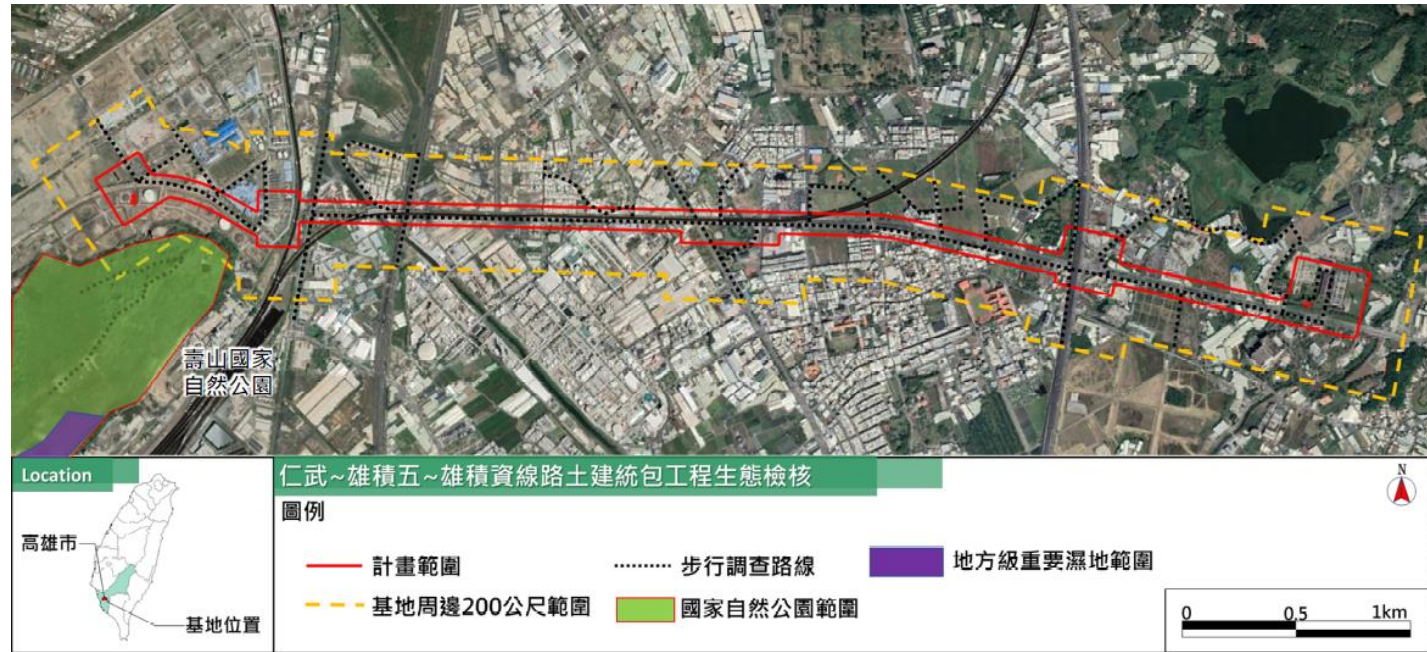 壽山國家
自然公園
Location
高雄市
基地位置
仁武~雄積五~雄積資線路土建統包工程生態檢核
圖例
計畫範圍
步行調查路線
地方級重要濕地範圍
基地周邊200公尺範圍
國家自然公園範圍
N
0 0.5 1km